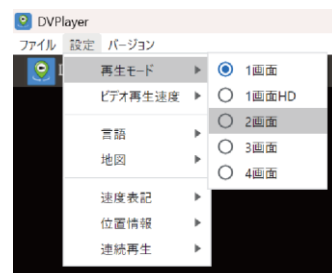 DVPlayer
ファイル 設定 バージョン
再生モード
ビデオ再生速度
言語
地図
速度表記
位置情報
連続再生
1画面
1画面HD
2画面
3画面
4画面